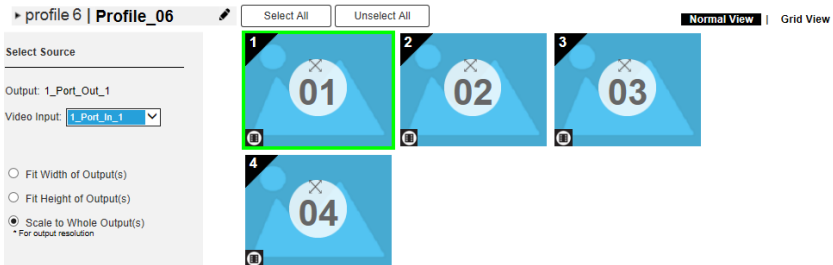 profile 6 | Profile_06
Select All
Unselect All
Normal View | Grid View
Select Source
Output: 1_Port_Out_1
Video Input: 1_Port_In_1
Fit Width of Output(s)
Fit Height of Output(s)
Scale to Whole Output(s)
* For output resolution
1
01
2
02
3
03
4
04